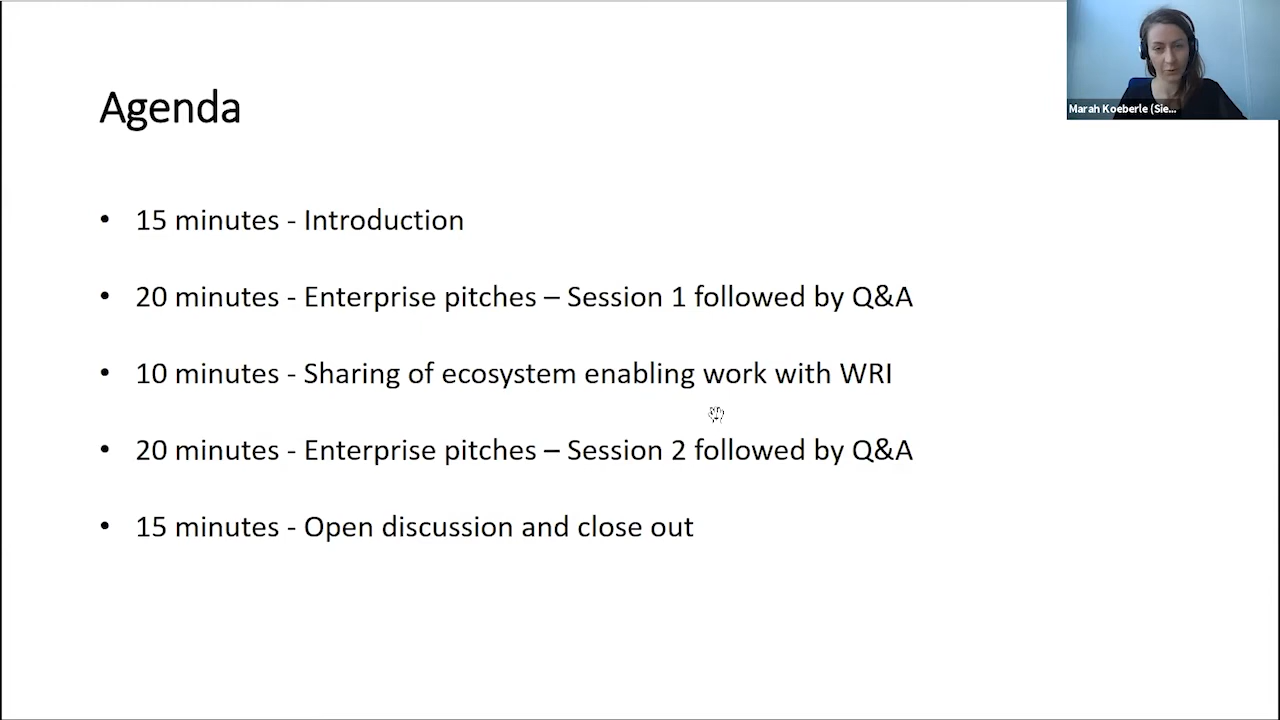 Agenda
Marah Koeberle (Sie...
• 15 minutes - Introduction
• 20 minutes - Enterprise pitches – Session 1 followed by Q&A
• 10 minutes - Sharing of ecosystem enabling work with WRI
• 20 minutes - Enterprise pitches – Session 2 followed by Q&A
• 15 minutes - Open discussion and close out